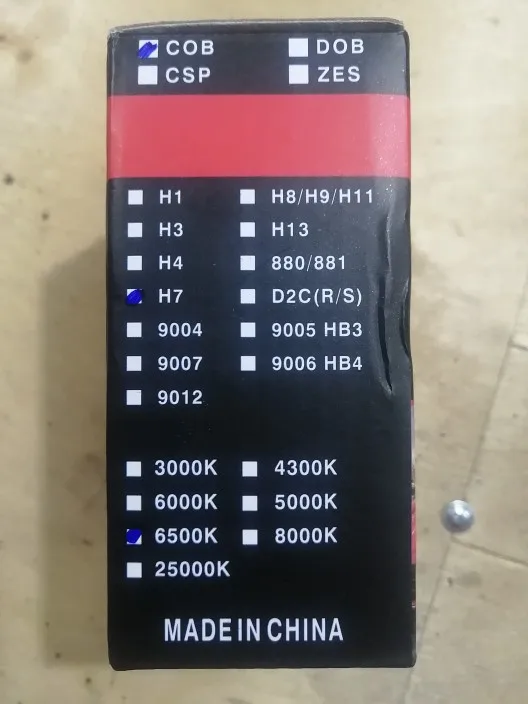 COB DOB
CSP ZES
H1 H8/H9/H11
H3 H13
H4 880/881
H7 D2C(R/S)
9004 9005 HB3
9007 9006 HB4
9012
3000K 4300K
6000K 5000K
6500K 8000K
25000K
MADE IN CHINA